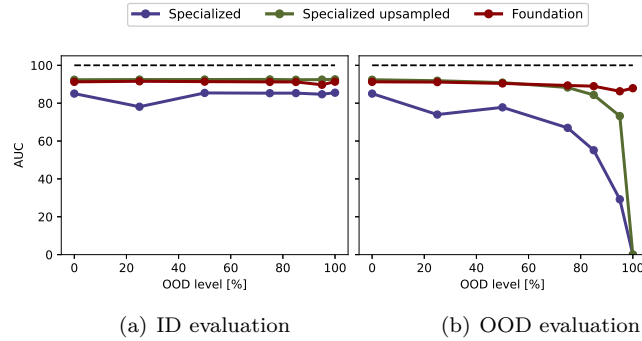 Specialized Specialized upsampled Foundation
100
80
60
40
20
0
AUC
0 20 40 60 80 100
OOD level [%]
0 20 40 60 80 100
OOD level [%]
(a) ID evaluation
(b) OOD evaluation